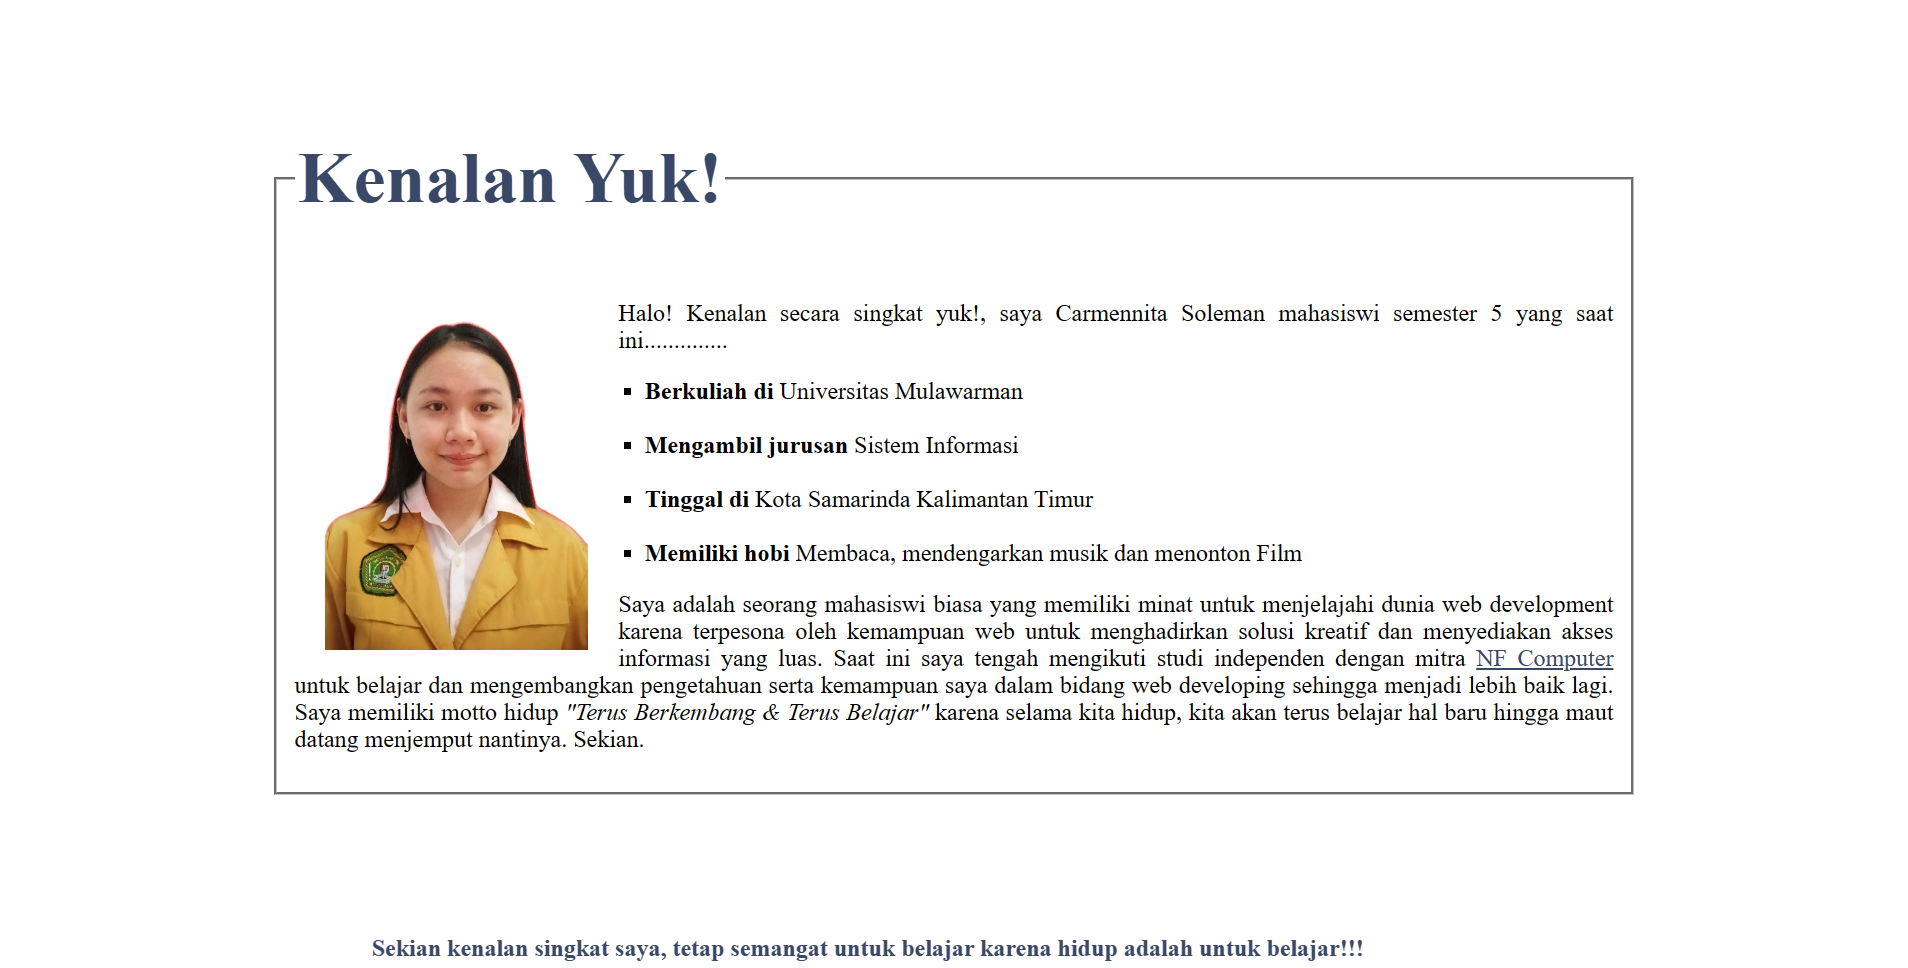 Kenalan Yuk!
Halo! Kenalan secara singkat yuk!, saya Carmennita Soleman mahasiswi semester 5 yang saat
ini..............
Berkuliah di Universitas Mulawarman
Mengambil jurusan Sistem Informasi
Tinggal di Kota Samarinda Kalimantan Timur
Memiliki hobi Membaca, mendengarkan musik dan menonton Film
Saya adalah seorang mahasiswi biasa yang memiliki minat untuk menjelajahi dunia web development
karena terpesona oleh kemampuan web untuk menghadirkan solusi kreatif dan menyediakan akses
informasi yang luas. Saat ini saya tengah mengikuti studi independen dengan mitra NF Computer
untuk belajar dan mengembangkan pengetahuan serta kemampuan saya dalam bidang web developing sehingga menjadi lebih baik lagi.
Saya memiliki motto hidup "Terus Berkembang & Terus Belajar" karena selama kita hidup, kita akan terus belajar hal baru hingga maut
datang menjemput nantinya. Sekian.
Sekian kenalan singkat saya, tetap semangat untuk belajar karena hidup adalah untuk belajar!!!